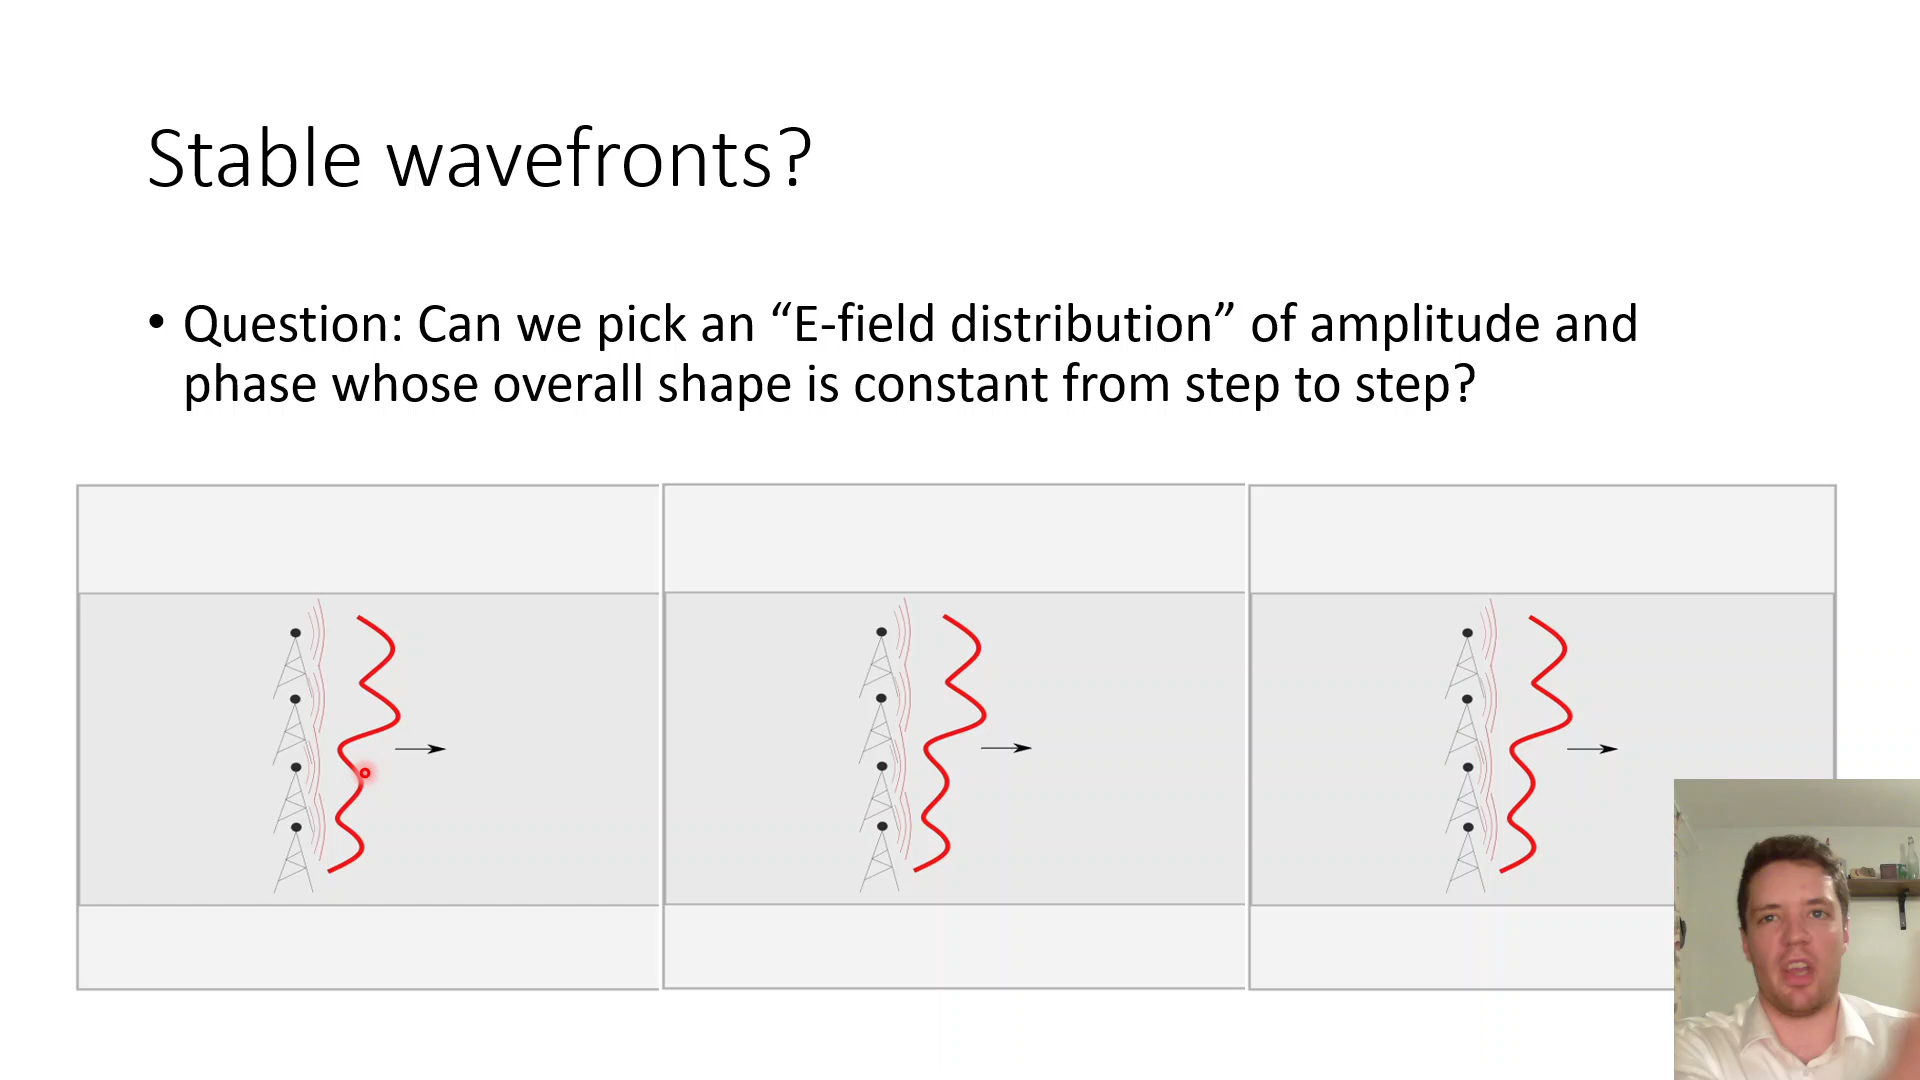 Stable wavefronts?
• Question: Can we pick an “E-field distribution” of amplitude and
phase whose overall shape is constant from step to step?